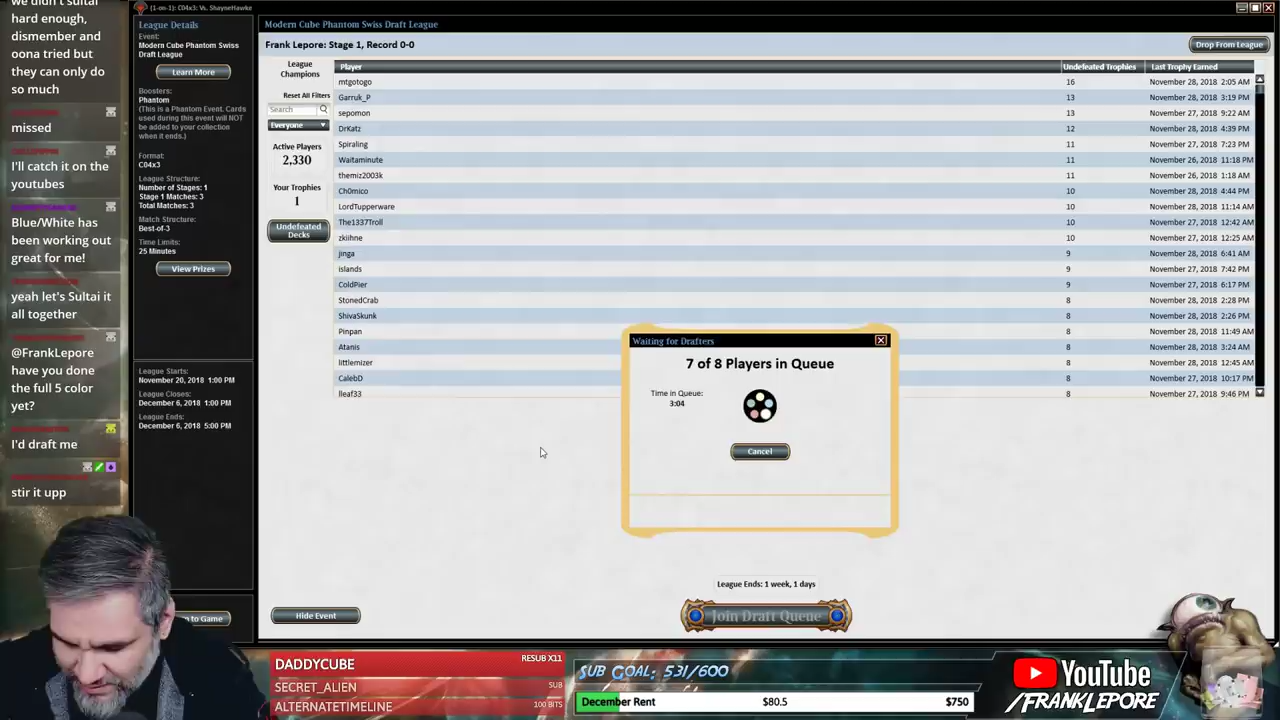 (1-on-1): C04x3: Vs. ShayneHawke
we didn't sultai
hard enough,
dismember and
oona tried but
they can only do
so much
missed
I'll catch it on the
youtubes
Blue/White has
been working out
great for me!
yeah let's Sultai it
all together
@FrankLepore
have you done
the full 5 color
yet?
I'd draft me
stir it upp
League Details
Event:
Modern Cube Phantom Swiss
Draft League
Learn More
Boosters:
Phantom
(This is a Phantom Event. Cards
used during this event will NOT
be added to your collection
when it ends.)
Format:
C04x3
League Structure:
Number of Stages: 1
Stage 1 Matches: 3
Total Matches: 3
Match Structure:
Best-of-3
Time Limits:
25 Minutes
View Prizes
League Starts:
November 20, 2018 1:00 PM
League Closes:
December 6, 2018 1:00 PM
League Ends:
December 6, 2018 5:00 PM
to Game
Modern Cube Phantom Swiss Draft League
Frank Lepore: Stage 1, Record 0-0
Drop From League
League
Champions
Reset All Filters
Search
Everyone
Active Players
2,330
Your Trophies
1
Undefeated
Decks
Player Undefeated Trophies Last Trophy Earned
mtgotogo 16 November 28, 2018 2:05 AM
Garruk_P 13 November 28, 2018 3:19 PM
sepomon 13 November 27, 2018 9:22 AM
DrKatz 12 November 28, 2018 4:39 PM
Spiraling 11 November 27, 2018 7:23 PM
Waitaminute 11 November 26, 2018 11:18 PM
themiz2003k 11 November 26, 2018 1:18 AM
Ch0mico 10 November 28, 2018 4:44 PM
LordTupperware 10 November 28, 2018 11:14 AM
The1337Troll 10 November 27, 2018 12:42 AM
zkiihne 10 November 27, 2018 12:25 AM
jinga 9 November 28, 2018 6:41 AM
islands 9 November 27, 2018 7:42 PM
ColdPier 9 November 27, 2018 6:17 PM
StonedCrab 8 November 28, 2018 2:28 PM
ShivaSkunk 8 November 28, 2018 2:26 PM
Pinpan 8 November 28, 2018 11:49 AM
Atanis 8 November 28, 2018 3:24 AM
littlemizer 8 November 28, 2018 12:45 AM
CalebD 8 November 27, 2018 10:17 PM
lleaf33 8 November 27, 2018 9:46 PM
Waiting for Drafters
7 of 8 Players in Queue
Time in Queue:
3:04
Cancel
League Ends: 1 week, 1 days
Hide Event
Join Draft Queue
DADDYCUBE RESUB X11
SECRET_ALIEN SUB
ALTERNATETIMELINE 100 BITS
SUB GOAL: 531/600
December Rent $80.5 $750
YouTube
/FRANKLEPORE